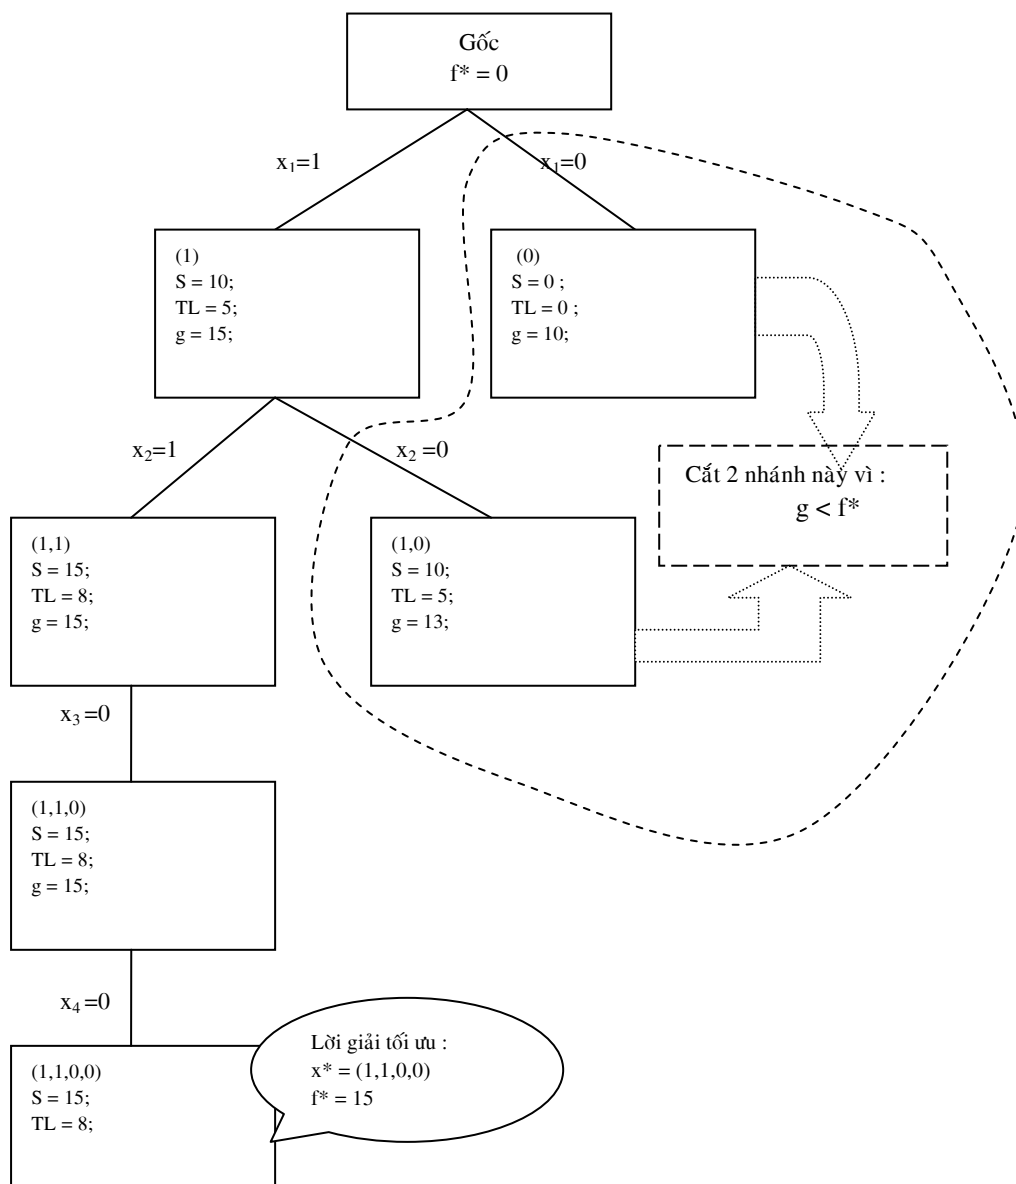 Gốc
f* = 0
x₁=1
x₁=0
(1)
S = 10;
TL = 5;
g = 15;
(0)
S = 0 ;
TL = 0 ;
g = 10;
x₂=1
x₂ =0
Cắt 2 nhánh này vì :
g < f*
(1,1)
S = 15;
TL = 8;
g = 15;
(1,0)
S = 10;
TL = 5;
g = 13;
x₃ =0
(1,1,0)
S = 15;
TL = 8;
g = 15;
x₄ =0
(1,1,0,0)
S = 15;
TL = 8;
Lời giải tối ưu :
x* = (1,1,0,0)
f* = 15